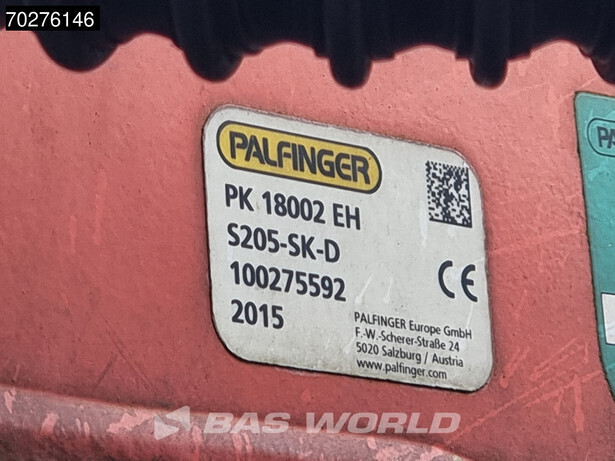 70276146
PALFINGER
PK 18002 EH
S205-SK-D
100275592
2015
PALFINGER Europe GmbH
F.-W.-Scherer-Straße 24
5020 Salzburg / Austria
www.palfinger.com
PA
BAS WORLD